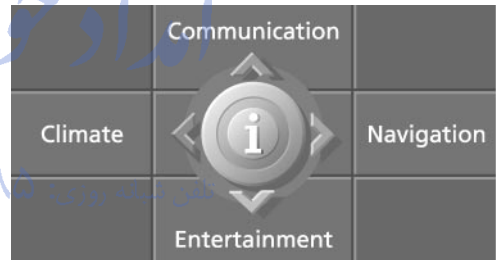 Communication
Climate
i
Navigation
Entertainment